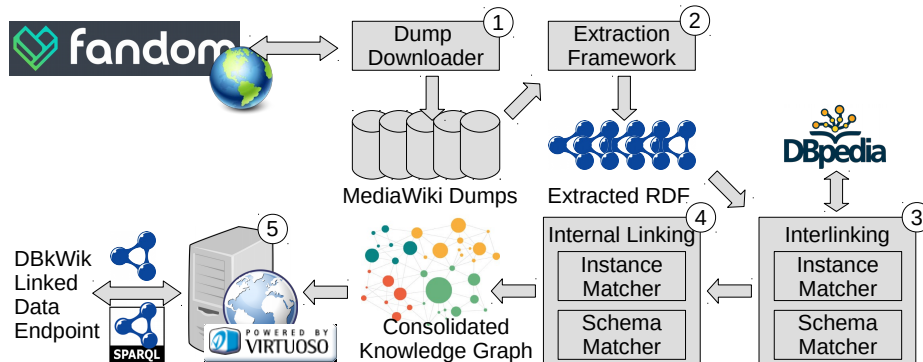 fandom
1
Dump
Downloader
2
Extraction
Framework
MediaWiki Dumps
Extracted RDF
DBpedia
3
Interlinking
Instance
Matcher
Schema
Matcher
4
Internal Linking
Instance
Matcher
Schema
Matcher
Consolidated
Knowledge Graph
5
POWERED BY
VIRTUOSO
DBkWik
Linked
Data
Endpoint
SPARQL